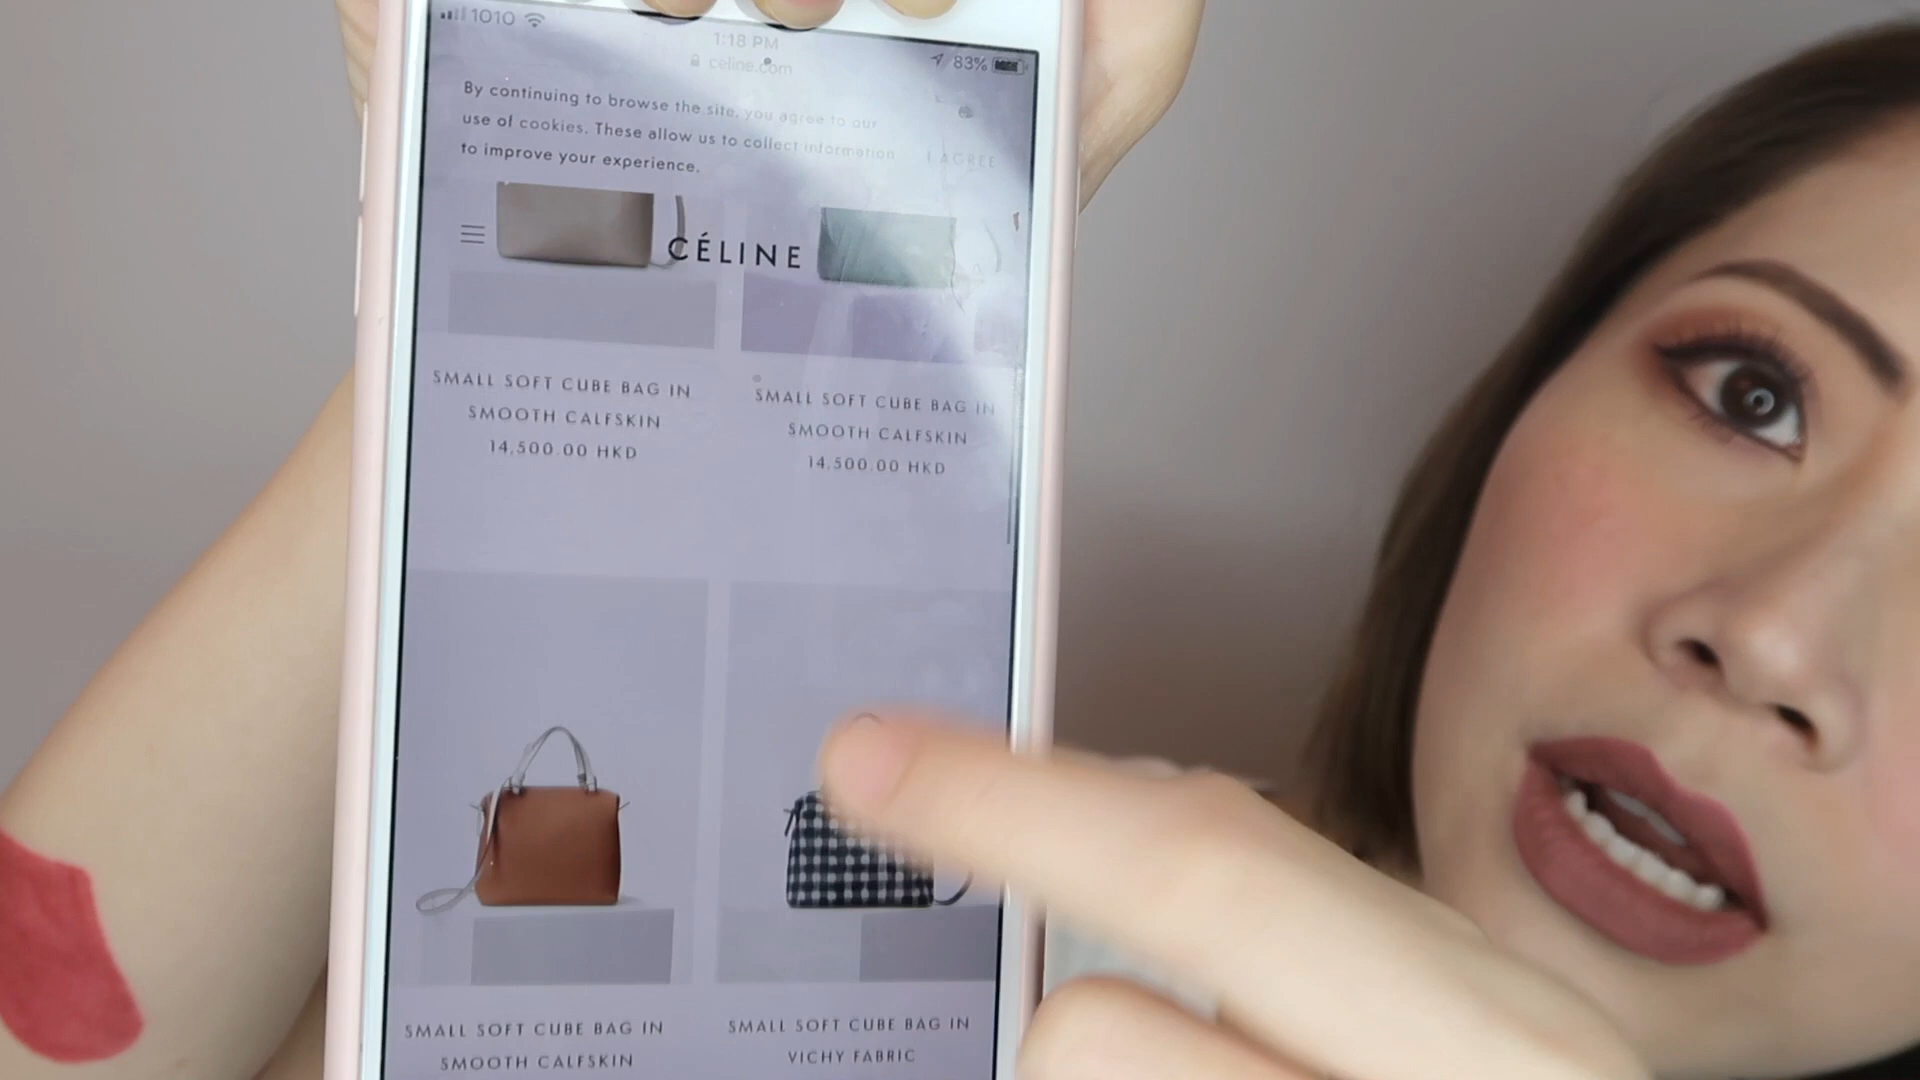 1010
1:18 PM
83%
celine.com
By continuing to browse the site, you agree to our
use of cookies. These allow us to collect information
to improve your experience.
I AGREE
CÉLINE
SMALL SOFT CUBE BAG IN
SMOOTH CALFSKIN
14,500.00 HKD
SMALL SOFT CUBE BAG IN
SMOOTH CALFSKIN
14,500.00 HKD
SMALL SOFT CUBE BAG IN
SMOOTH CALFSKIN
SMALL SOFT CUBE BAG IN
VICHY FABRIC